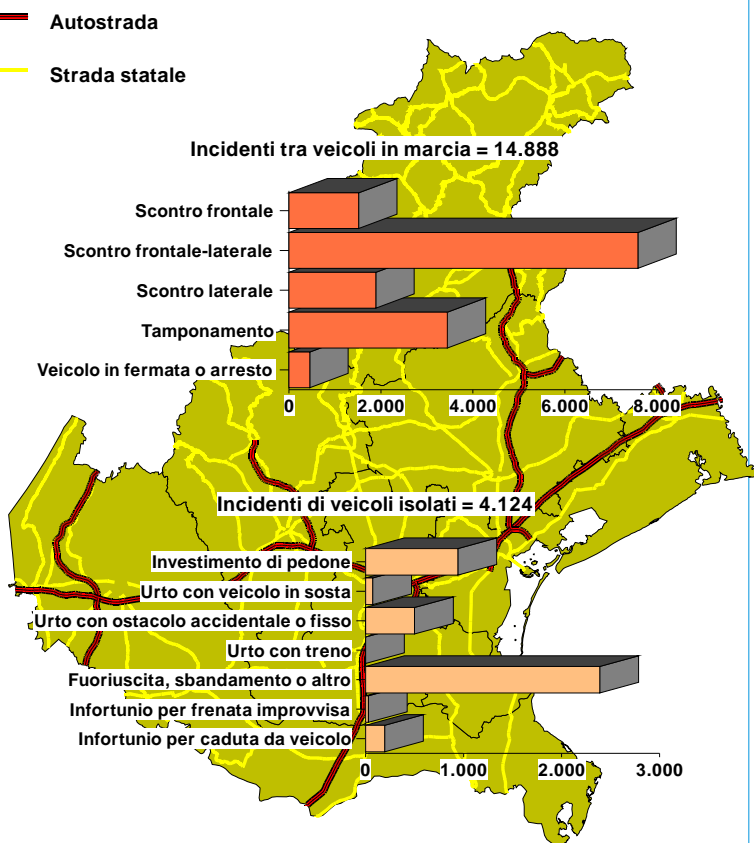 Autostrada
Strada statale
Incidenti tra veicoli in marcia = 14.888
Scontro frontale
Scontro frontale-laterale
Scontro laterale
Tamponamento
Veicolo in fermata o arresto
0 2.000 4.000 6.000 8.000
Incidenti di veicoli isolati = 4.124
Investimento di pedone
Urto con veicolo in sosta
Urto con ostacolo accidentale o fisso
Urto con treno
Fuoriuscita, sbandamento o altro
Infortunio per frenata improvvisa
Infortunio per caduta da veicolo
0 1.000 2.000 3.000